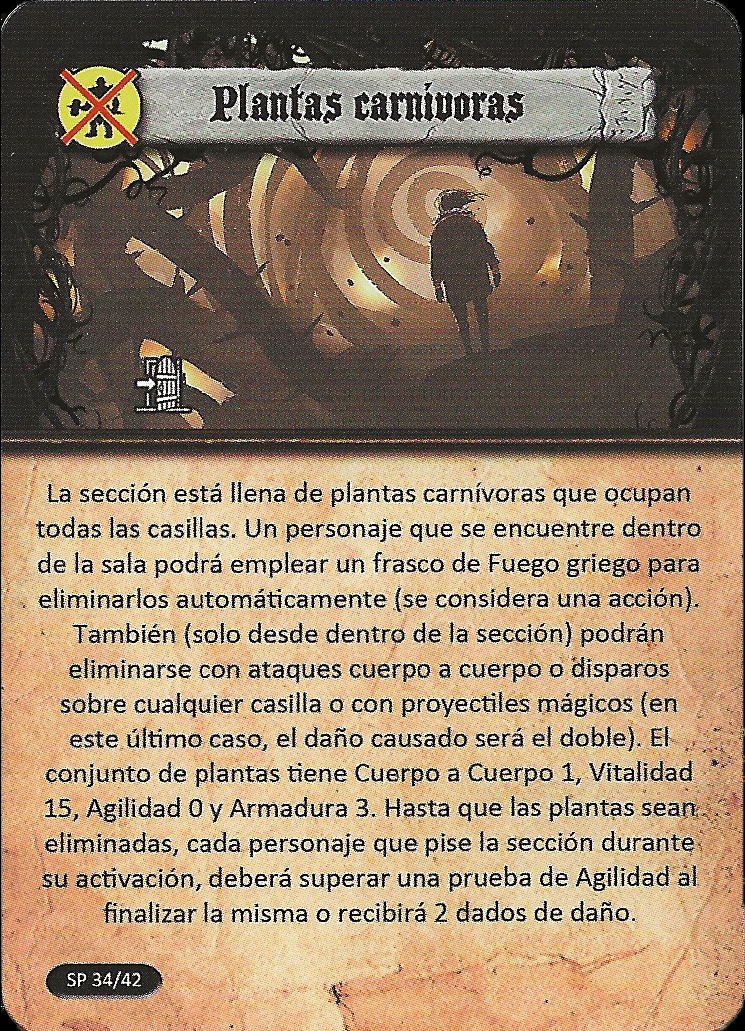 Plantas carnívoras
La sección está llena de plantas carnívoras que ocupan
todas las casillas. Un personaje que se encuentre dentro
de la sala podrá emplear un frasco de Fuego griego para
eliminarlos automáticamente (se considera una acción).
También (solo desde dentro de la sección) podrán
eliminarse con ataques cuerpo a cuerpo o disparos
sobre cualquier casilla o con proyectiles mágicos (en
este último caso, el daño causado será el doble). El
conjunto de plantas tiene Cuerpo a Cuerpo 1, Vitalidad
15, Agilidad 0 y Armadura 3. Hasta que las plantas sean
eliminadas, cada personaje que pise la sección durante
su activación, deberá superar una prueba de Agilidad al
finalizar la misma o recibirá 2 dados de daño.
SP 34/42